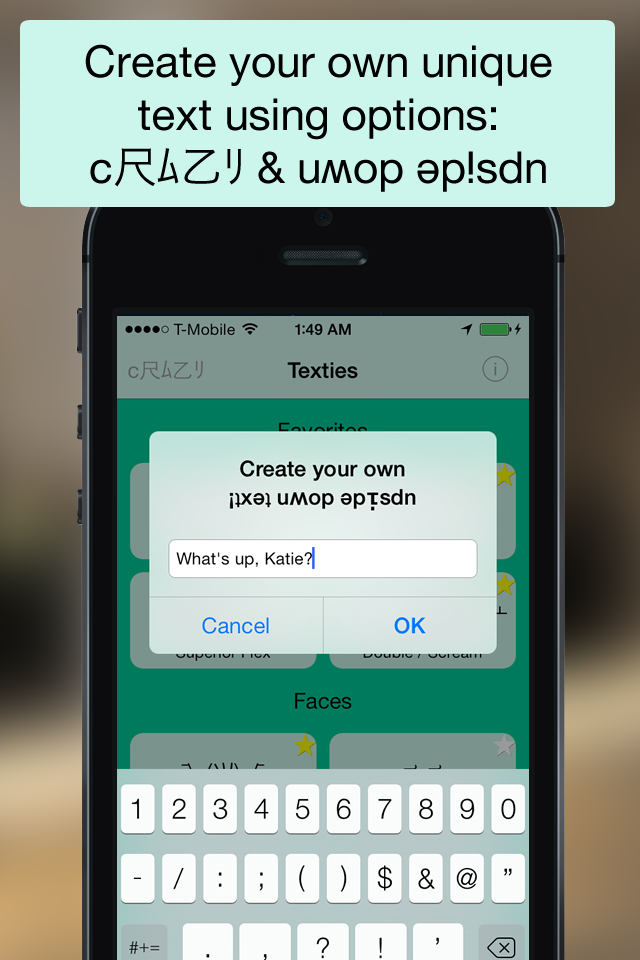 Create your own unique
text using options:
c尺ﾑ乙ﾘ & uʍop ǝp!sdn
T-Mobile 1:49 AM
c尺ﾑ乙ﾘ Texties
Favorites
Create your own
¡ʇxǝʇ uʍop ǝpısdn
What's up, Katie?
Cancel OK
Superior Flex Double / Scream
Faces
1 2 3 4 5 6 7 8 9 0
- / : ; ( ) $ & @ ”
#+= . , ? ! ’